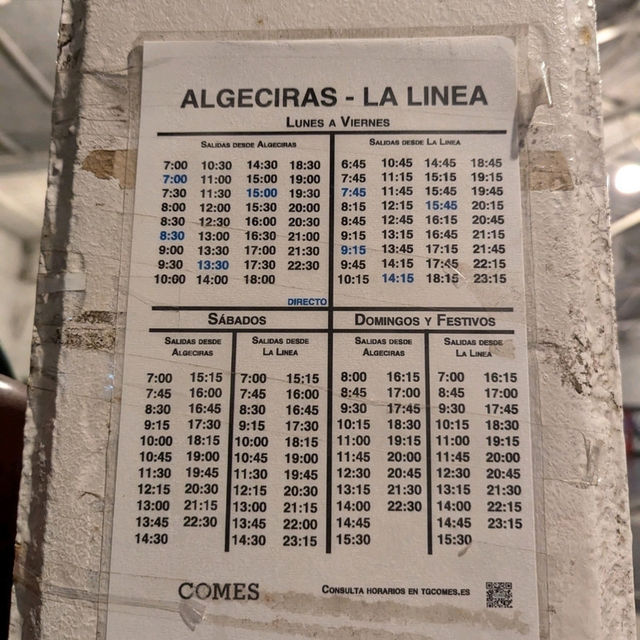 ALGECIRAS - LA LINEA
LUNES A VIERNES
SALIDAS DESDE ALGECIRAS
7:00 10:30 14:30 18:30
7:00 11:00 15:00 19:00
7:30 11:30 15:00 19:30
8:00 12:00 15:30 20:00
8:30 12:30 16:00 20:30
8:30 13:00 16:30 21:00
9:00 13:30 17:00 21:30
9:30 13:30 17:30 22:30
10:00 14:00 18:00
DIRECTO
SALIDAS DESDE LA LINEA
6:45 10:45 14:45 18:45
7:45 11:15 15:15 19:15
7:45 11:45 15:45 19:45
8:15 12:15 15:45 20:15
8:45 12:45 16:15 20:45
9:15 13:15 16:45 21:15
9:15 13:45 17:15 21:45
9:45 14:15 17:45 22:15
10:15 14:15 18:15 23:15
SÁBADOS
SALIDAS DESDE
ALGECIRAS
7:00 15:15
7:45 16:00
8:30 16:45
9:15 17:30
10:00 18:15
10:45 19:00
11:30 19:45
12:15 20:30
13:00 21:15
13:45 22:30
14:30
SALIDAS DESDE
LA LINEA
7:00 15:15
7:45 16:00
8:30 16:45
9:15 17:30
10:00 18:15
10:45 19:00
11:30 19:45
12:15 20:30
13:00 21:15
13:45 22:00
14:30 23:15
DOMINGOS Y FESTIVOS
SALIDAS DESDE
ALGECIRAS
8:00 16:15
8:45 17:00
9:30 17:45
10:15 18:30
11:00 19:15
11:45 20:00
12:30 20:45
13:15 21:30
14:00 22:30
14:45
15:30
SALIDAS DESDE
LA LINEA
7:00 16:15
8:45 17:00
9:30 17:45
10:15 18:30
11:00 19:15
11:45 20:00
12:30 20:45
13:15 21:30
14:00 22:15
14:45 23:15
15:30
COMES
CONSULTA HORARIOS EN TGCOMES.ES